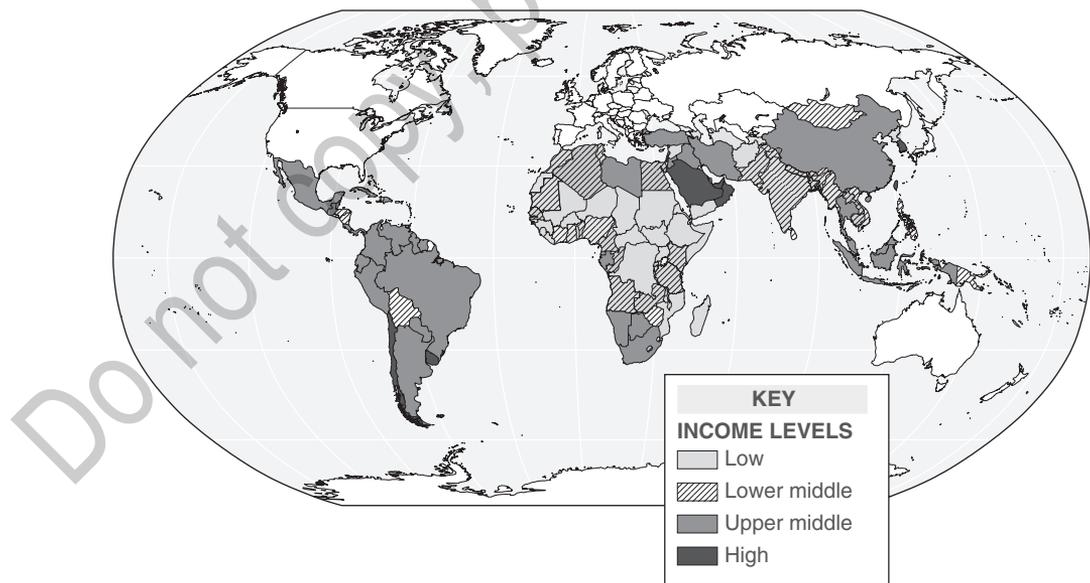 Do not copy, p
KEY
INCOME LEVELS
Low
Lower middle
Upper middle
High